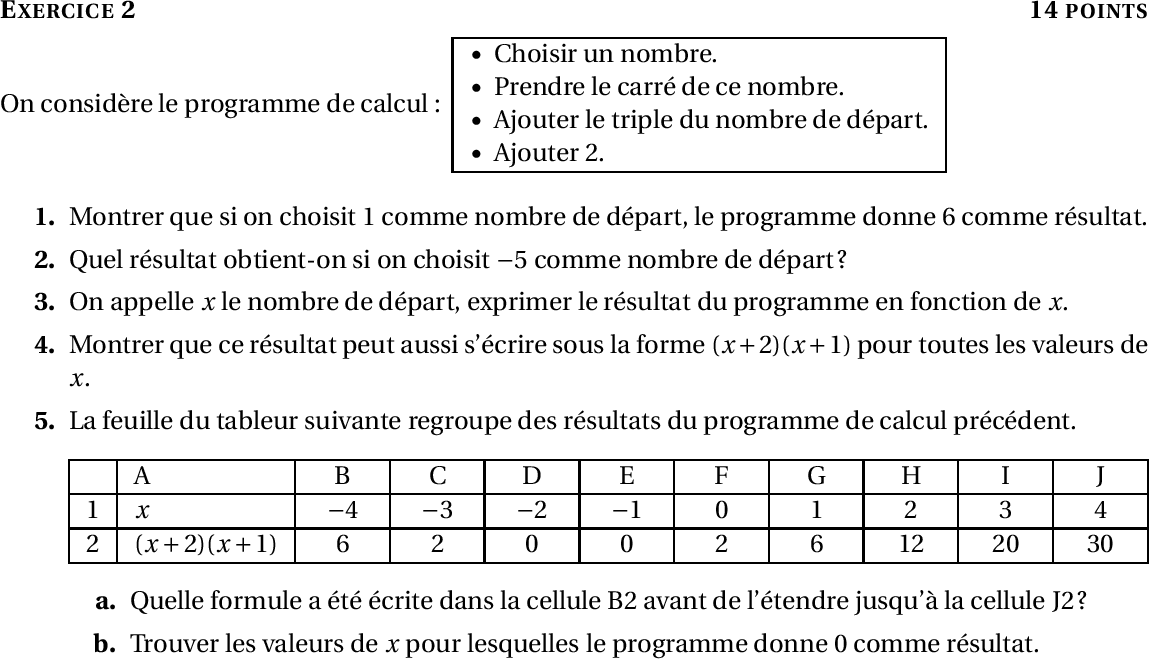 EXERCICE 2 14 POINTS
On considère le programme de calcul :
• Choisir un nombre.
• Prendre le carré de ce nombre.
• Ajouter le triple du nombre de départ.
• Ajouter 2.
1. Montrer que si on choisit 1 comme nombre de départ, le programme donne 6 comme résultat.
2. Quel résultat obtient-on si on choisit −5 comme nombre de départ ?
3. On appelle x le nombre de départ, exprimer le résultat du programme en fonction de x.
4. Montrer que ce résultat peut aussi s'écrire sous la forme (x+2)(x+1) pour toutes les valeurs de
x.
5. La feuille du tableur suivante regroupe des résultats du programme de calcul précédent.
A B C D E F G H I J
1 x −4 −3 −2 −1 0 1 2 3 4
2 (x+2)(x+1) 6 2 0 0 2 6 12 20 30
a. Quelle formule a été écrite dans la cellule B2 avant de l'étendre jusqu'à la cellule J2 ?
b. Trouver les valeurs de x pour lesquelles le programme donne 0 comme résultat.